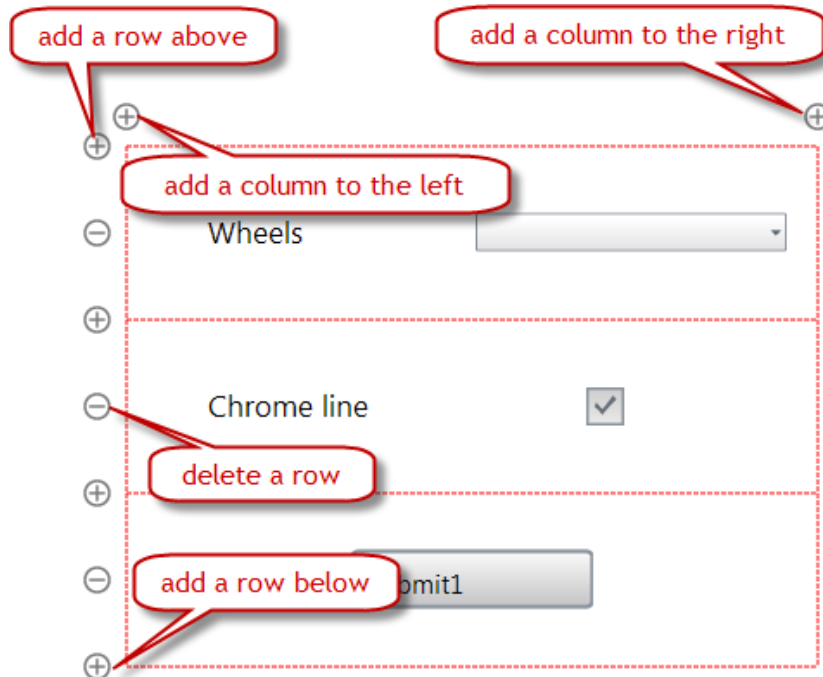 add a row above
add a column to the right
add a column to the left
Wheels
Chrome line
delete a row
add a row below
omit1